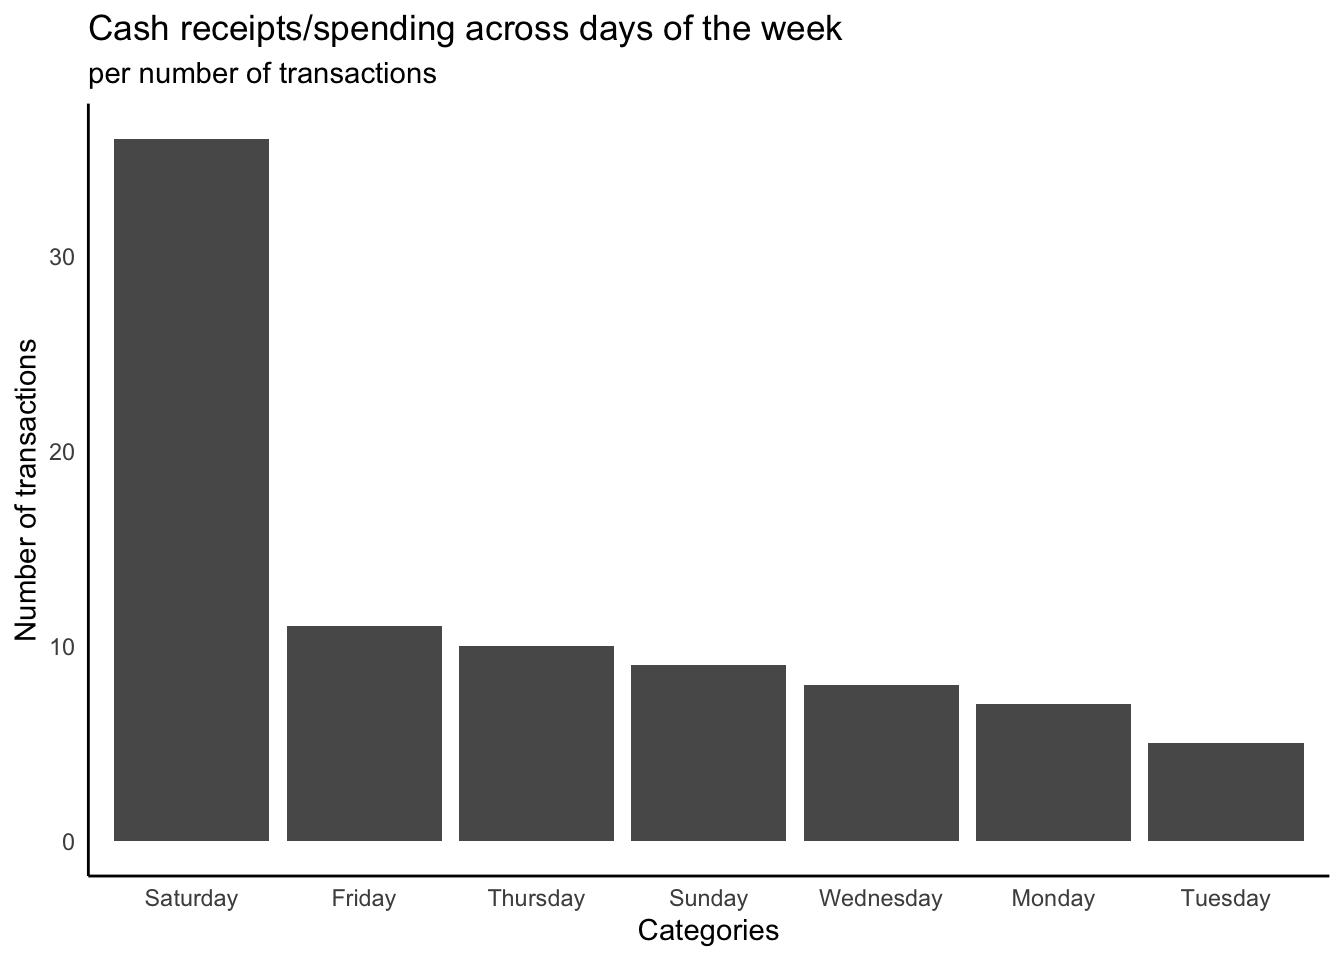 Cash receipts/spending across days of the week
per number of transactions
Number of transactions
30
20
10
0
Saturday Friday Thursday Sunday Wednesday Monday Tuesday
Categories